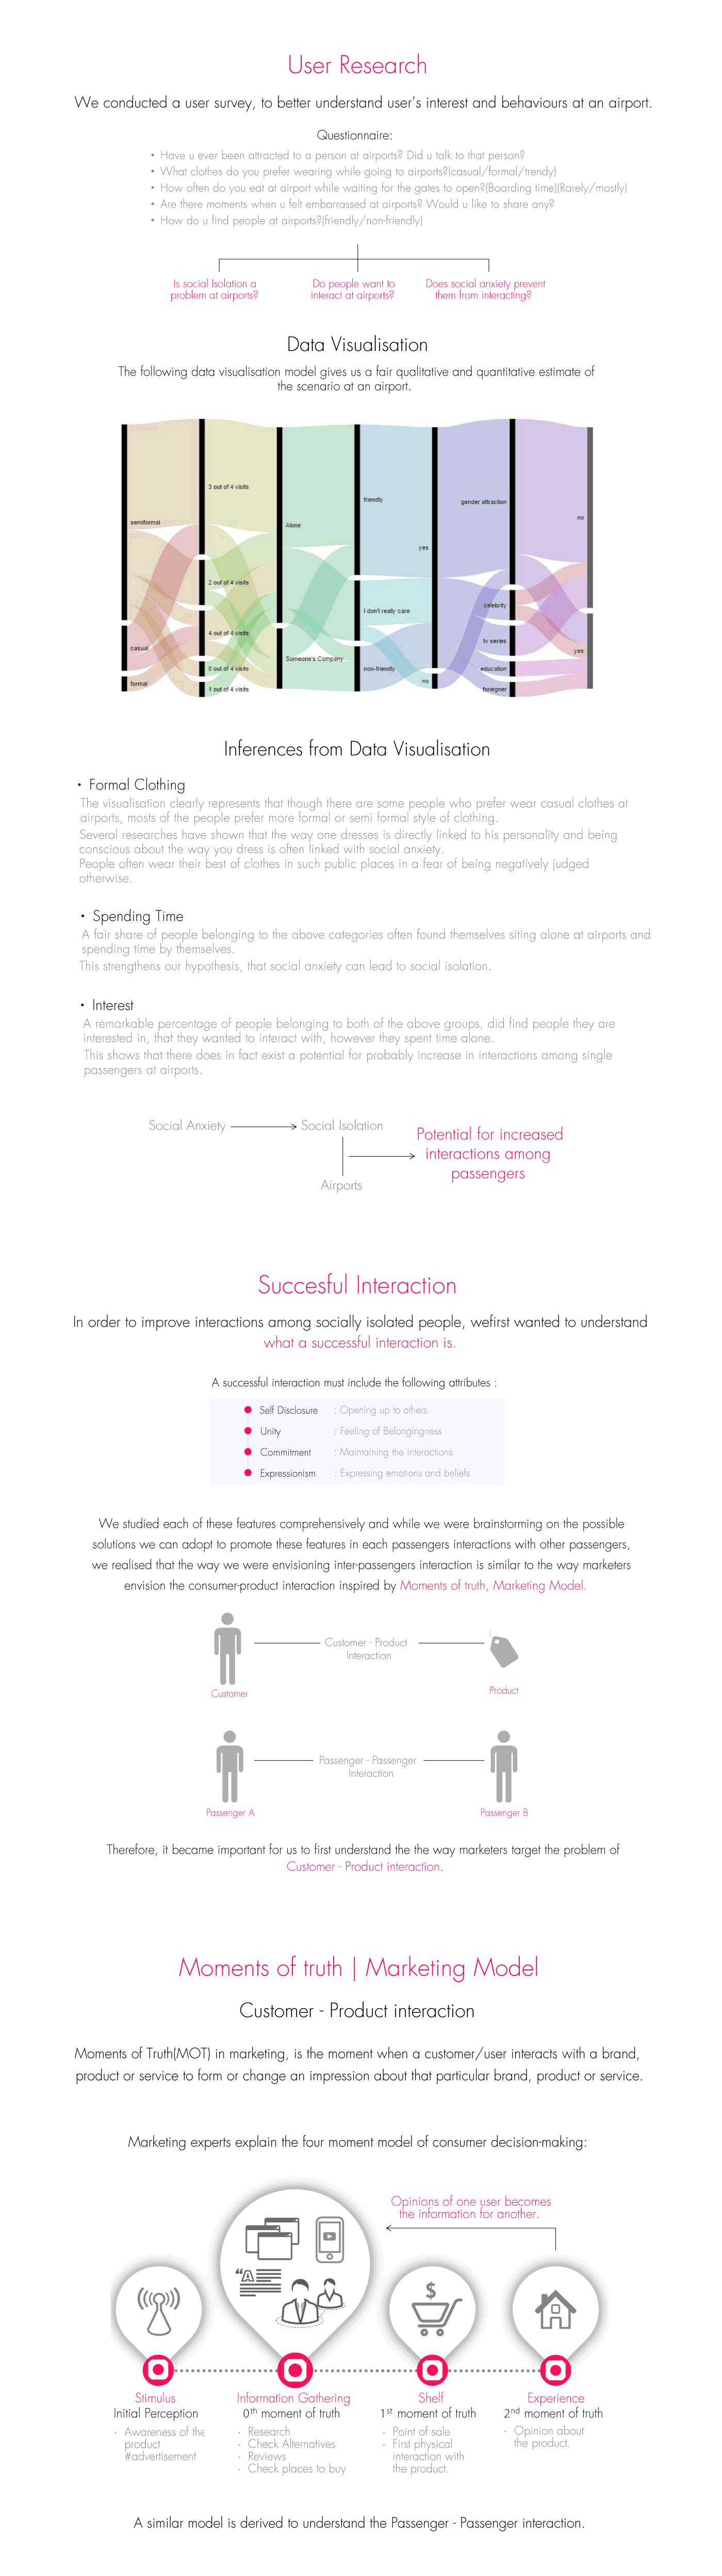 User Research
We conducted a user survey, to better understand user's interest and behaviours at an airport.
Questionnaire:
• Have u ever been attracted to a person at airports? Did u talk to that person?
• What clothes do you prefer wearing while going to airports?(casual/formal/trendy)
• How often do you eat at airport while waiting for the gates to open?(Boarding time)(Rarely/mostly)
• Are there moments when u felt embarrassed at airports? Would u like to share any?
• How do u find people at airports?(friendly/non-friendly)
Is social Isolation a
problem at airports?
Do people want to
interact at airports?
Does social anxiety prevent
them from interacting?
Data Visualisation
The following data visualisation model gives us a fair qualitative and quantitative estimate of
the scenario at an airport.
semiformal
casual
formal
3 out of 4 visits
2 out of 4 visits
4 out of 4 visits
0 out of 4 visits
1 out of 4 visits
Alone
Someone's Company
friendly
I don't really care
non-friendly
yes
no
gender attraction
celebrity
tv series
education
foriegner
no
yes
Inferences from Data Visualisation
• Formal Clothing
The visualisation clearly represents that though there are some people who prefer wear casual clothes at
airports, mosts of the people prefer more formal or semi formal style of clothing.
Several researches have shown that the way one dresses is directly linked to his personality and being
conscious about the way you dress is often linked with social anxiety.
People often wear their best of clothes in such public places in a fear of being negatively judged
otherwise.
• Spending Time
A fair share of people belonging to the above categories often found themselves siting alone at airports and
spending time by themselves.
This strengthens our hypothesis, that social anxiety can lead to social isolation.
• Interest
A remarkable percentage of people belonging to both of the above groups, did find people they are
interested in, that they wanted to interact with, however they spent time alone.
This shows that there does in fact exist a potential for probably increase in interactions among single
passengers at airports.
Social Anxiety
Social Isolation
Airports
Potential for increased
interactions among
passengers
Succesful Interaction
In order to improve interactions among socially isolated people, wefirst wanted to understand
what a successful interaction is.
A successful interaction must include the following attributes :
Self Disclosure : Opening up to others
Unity : Feeling of Belongingness
Commitment : Maintaining the interactions
Expressionism : Expressing emotions and beliefs
We studied each of these features comprehensively and while we were brainstorming on the possible
solutions we can adopt to promote these features in each passengers interactions with other passengers,
we realised that the way we were envisioning inter-passengers interaction is similar to the way marketers
envision the consumer-product interaction inspired by Moments of truth, Marketing Model.
Customer - Product
Interaction
Customer
Product
Passenger - Passenger
Interaction
Passenger A
Passenger B
Therefore, it became important for us to first understand the the way marketers target the problem of
Customer - Product interaction.
Moments of truth | Marketing Model
Customer - Product interaction
Moments of Truth(MOT) in marketing, is the moment when a customer/user interacts with a brand,
product or service to form or change an impression about that particular brand, product or service.
Marketing experts explain the four moment model of consumer decision-making:
Opinions of one user becomes
the information for another.
"A
$
Stimulus
Initial Perception
· Awareness of the
product
#advertisement
Information Gathering
0th moment of truth
· Research
· Check Alternatives
· Reviews
· Check places to buy
Shelf
1st moment of truth
· Point of sale
· First physical
interaction with
the product.
Experience
2nd moment of truth
· Opinion about
the product.
A similar model is derived to understand the Passenger - Passenger interaction.